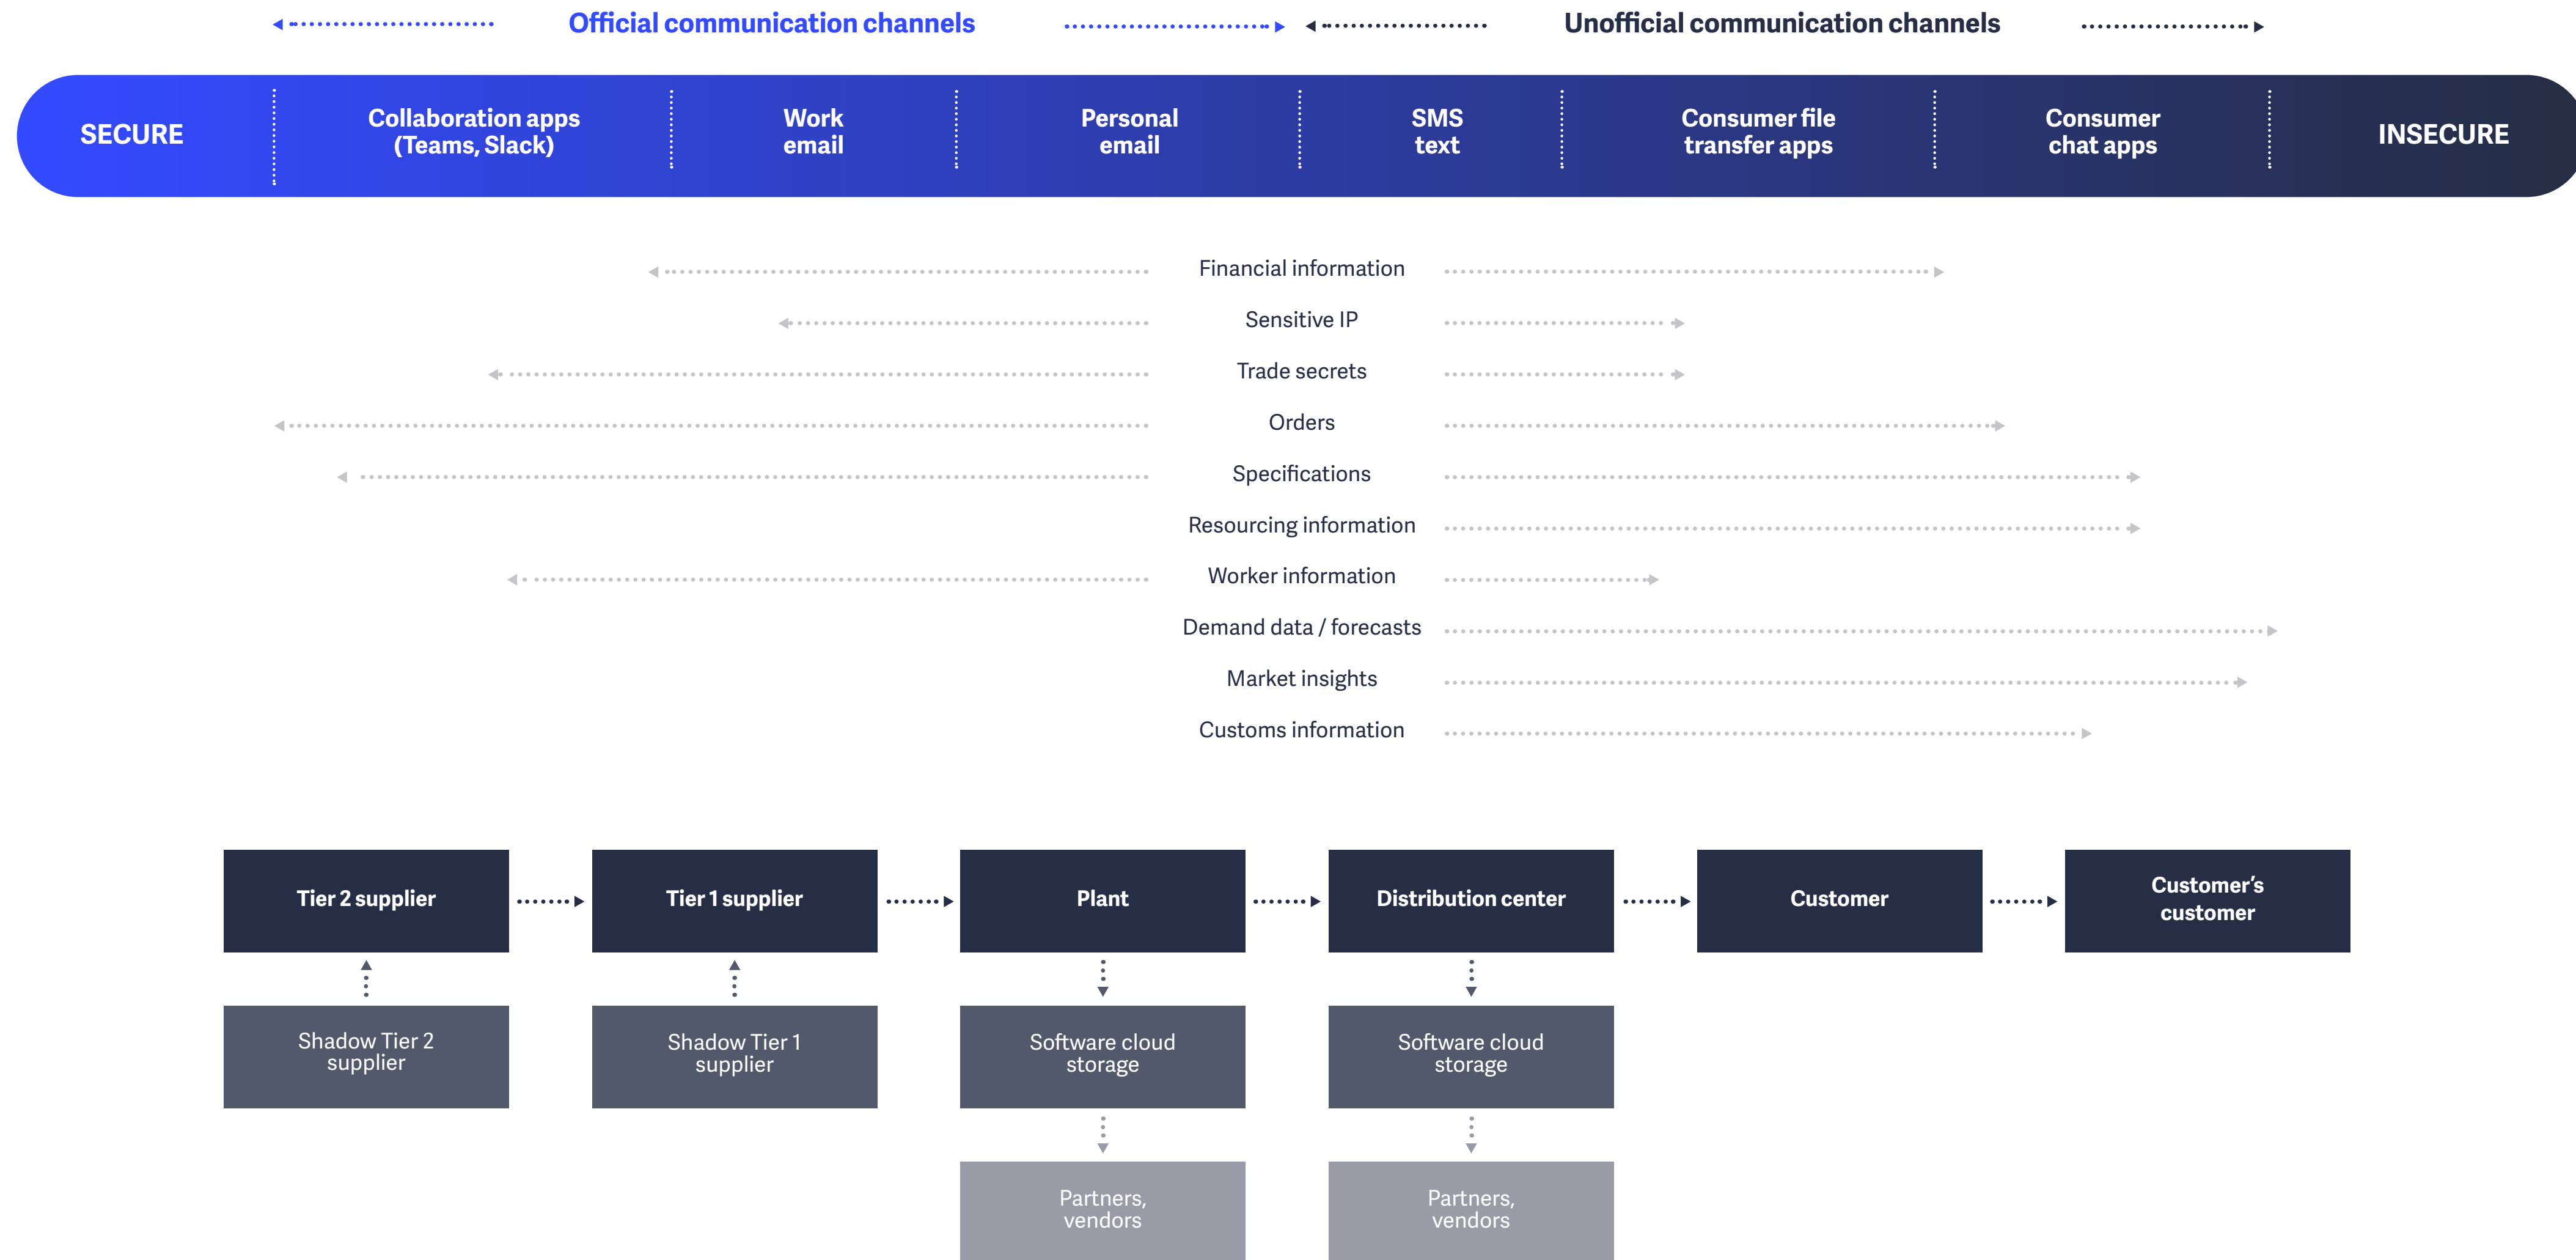 Official communication channels
Unofficial communication channels
SECURE
Collaboration apps
(Teams, Slack)
Work
email
Personal
email
SMS
text
Consumer file
transfer apps
Consumer
chat apps
INSECURE
Financial information
Sensitive IP
Trade secrets
Orders
Specifications
Resourcing information
Worker information
Demand data / forecasts
Market insights
Customs information
Tier 2 supplier
Tier 1 supplier
Plant
Distribution center
Customer
Customer’s
customer
Shadow Tier 2
supplier
Shadow Tier 1
supplier
Software cloud
storage
Software cloud
storage
Partners,
vendors
Partners,
vendors